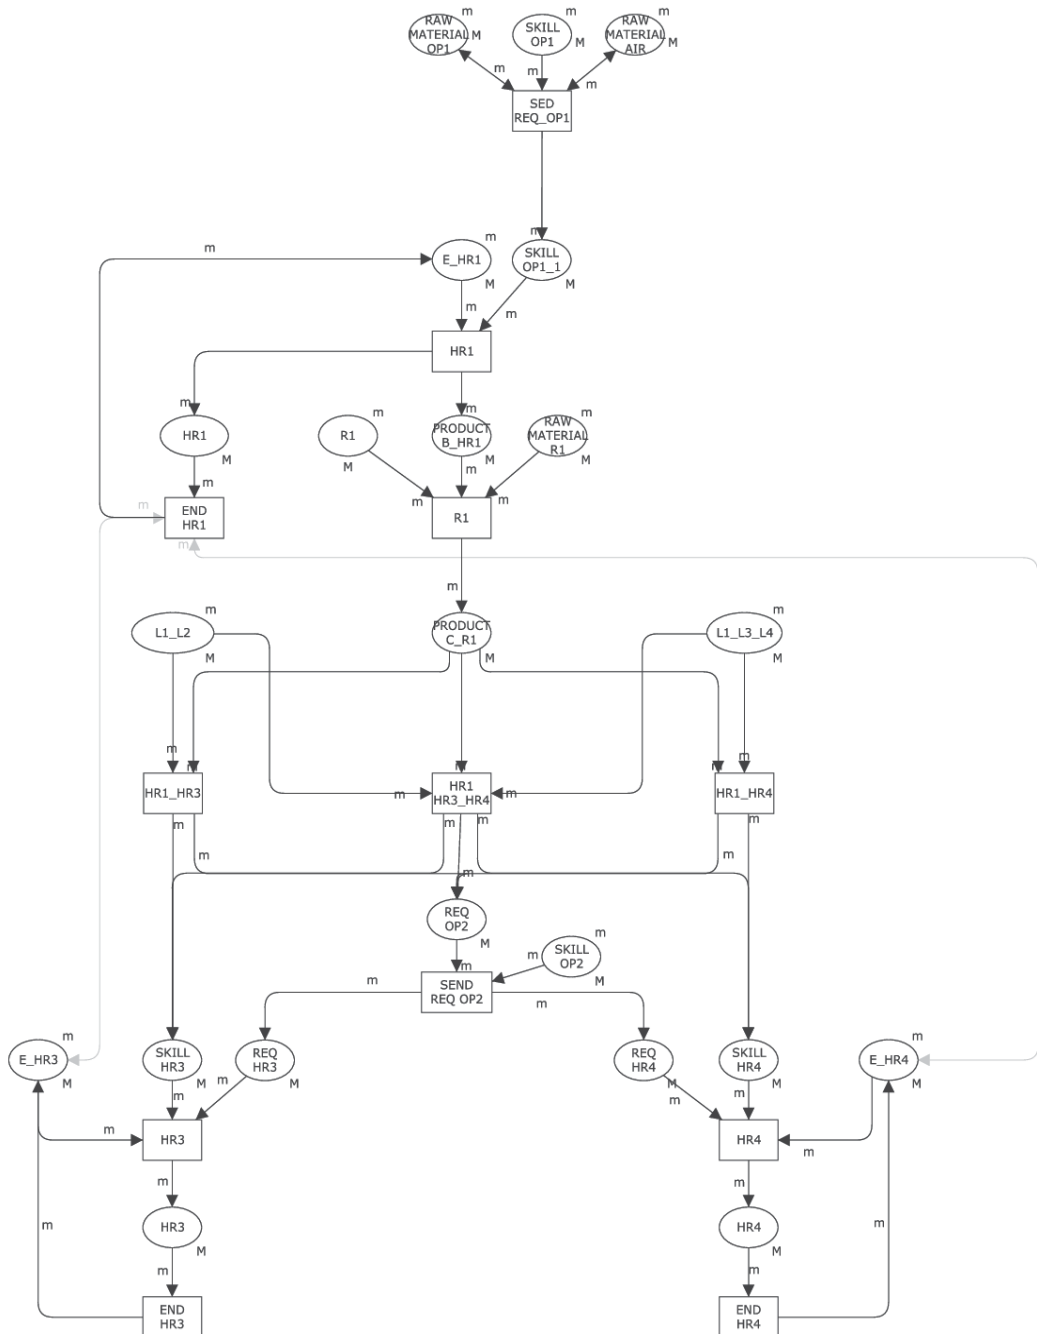 m
m
m
RAW
MATERIAL
OP1
M
SKILL
OP1
M
RAW
MATERIAL
AIR
M
m
m
m
SED
REQ_OP1
m
m
m
m
E_HR1
M
SKILL
OP1_1
M
m
m
HR1
m
m
m
m
HR1
M
R1
M
PRODUCT
B_HR1
M
RAW
MATERIAL
R1
M
m
m
m
m
m
END
HR1
R1
m
m
m
m
m
L1_L2
M
PRODUCT
C_R1
M
L1_L3_L4
M
m
m
m
m
m
HR1_HR3
HR1
HR3_HR4
HR1_HR4
m
m
m
m
m
m
m
m
m
REQ
OP2
M
m
m
m
SKILL
OP2
M
SEND
REQ OP2
m
m
m
m
E_HR3
M
SKILL
HR3
M
REQ
HR3
M
REQ
HR4
M
SKILL
HR4
M
E_HR4
M
m
m
m
m
m
HR3
m
HR4
m
m
m
HR3
M
HR4
M
m
m
m
m
END
HR3
END
HR4